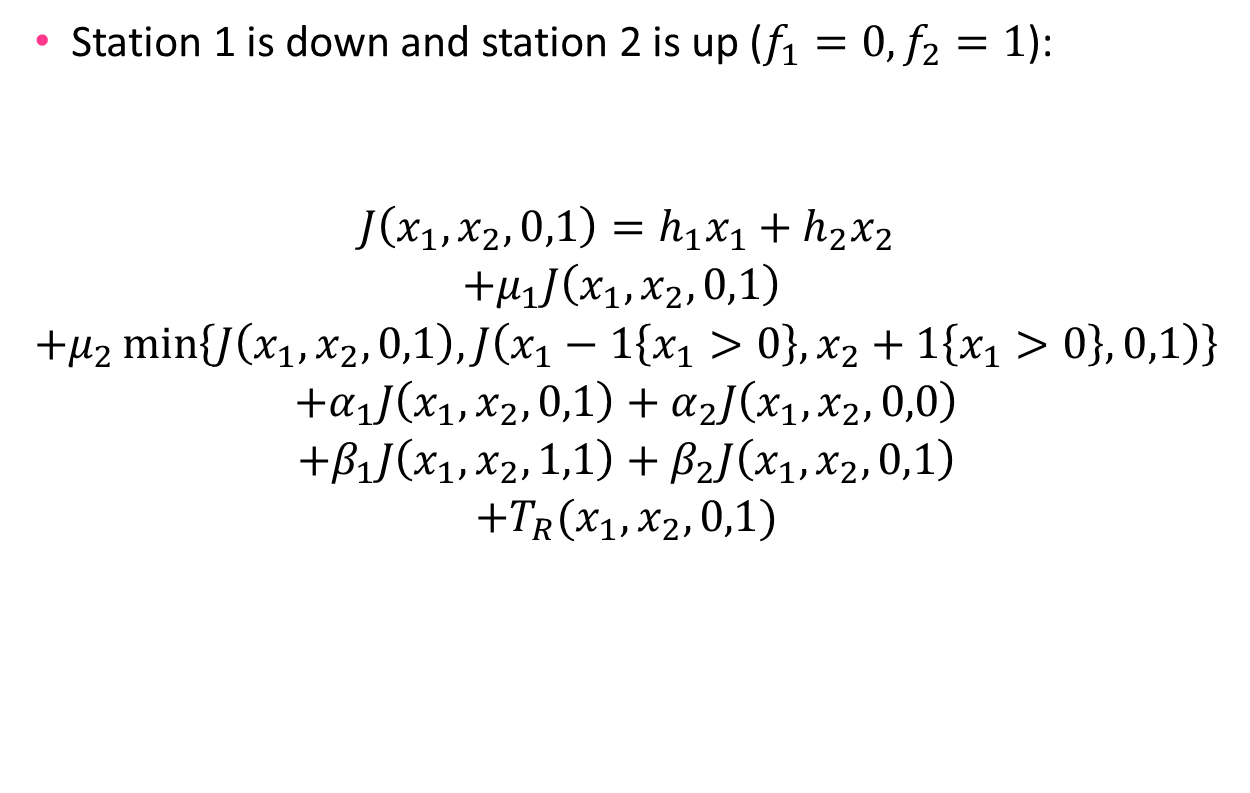 • Station 1 is down and station 2 is up (𝑓₁ = 0, 𝑓₂ = 1):
𝐽(𝑥₁, 𝑥₂, 0,1) = ℎ₁𝑥₁ + ℎ₂𝑥₂
+𝜇₁𝐽(𝑥₁, 𝑥₂, 0,1)
+𝜇₂ min{𝐽(𝑥₁, 𝑥₂, 0,1), 𝐽(𝑥₁ − 1{𝑥₁ > 0}, 𝑥₂ + 1{𝑥₁ > 0}, 0,1)}
+𝛼₁𝐽(𝑥₁, 𝑥₂, 0,1) + 𝛼₂𝐽(𝑥₁, 𝑥₂, 0,0)
+𝛽₁𝐽(𝑥₁, 𝑥₂, 1,1) + 𝛽₂𝐽(𝑥₁, 𝑥₂, 0,1)
+𝑇_𝑅(𝑥₁, 𝑥₂, 0,1)